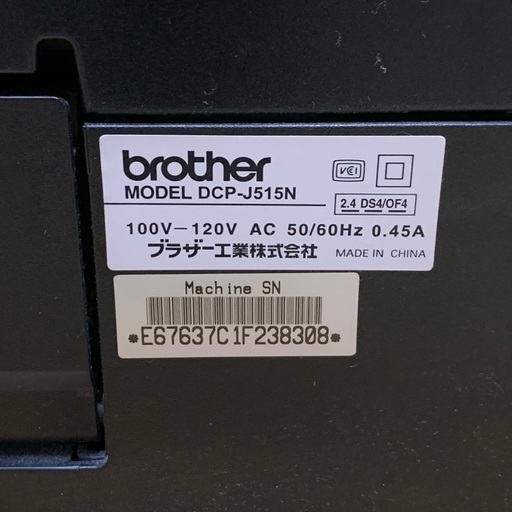 brother
VCI
MODEL DCP-J515N
2.4 DS4/OF4
100V－120V AC 50/60Hz 0.45A
ブラザー工業株式会社 MADE IN CHINA
Machine SN
*E67637C1F238308*